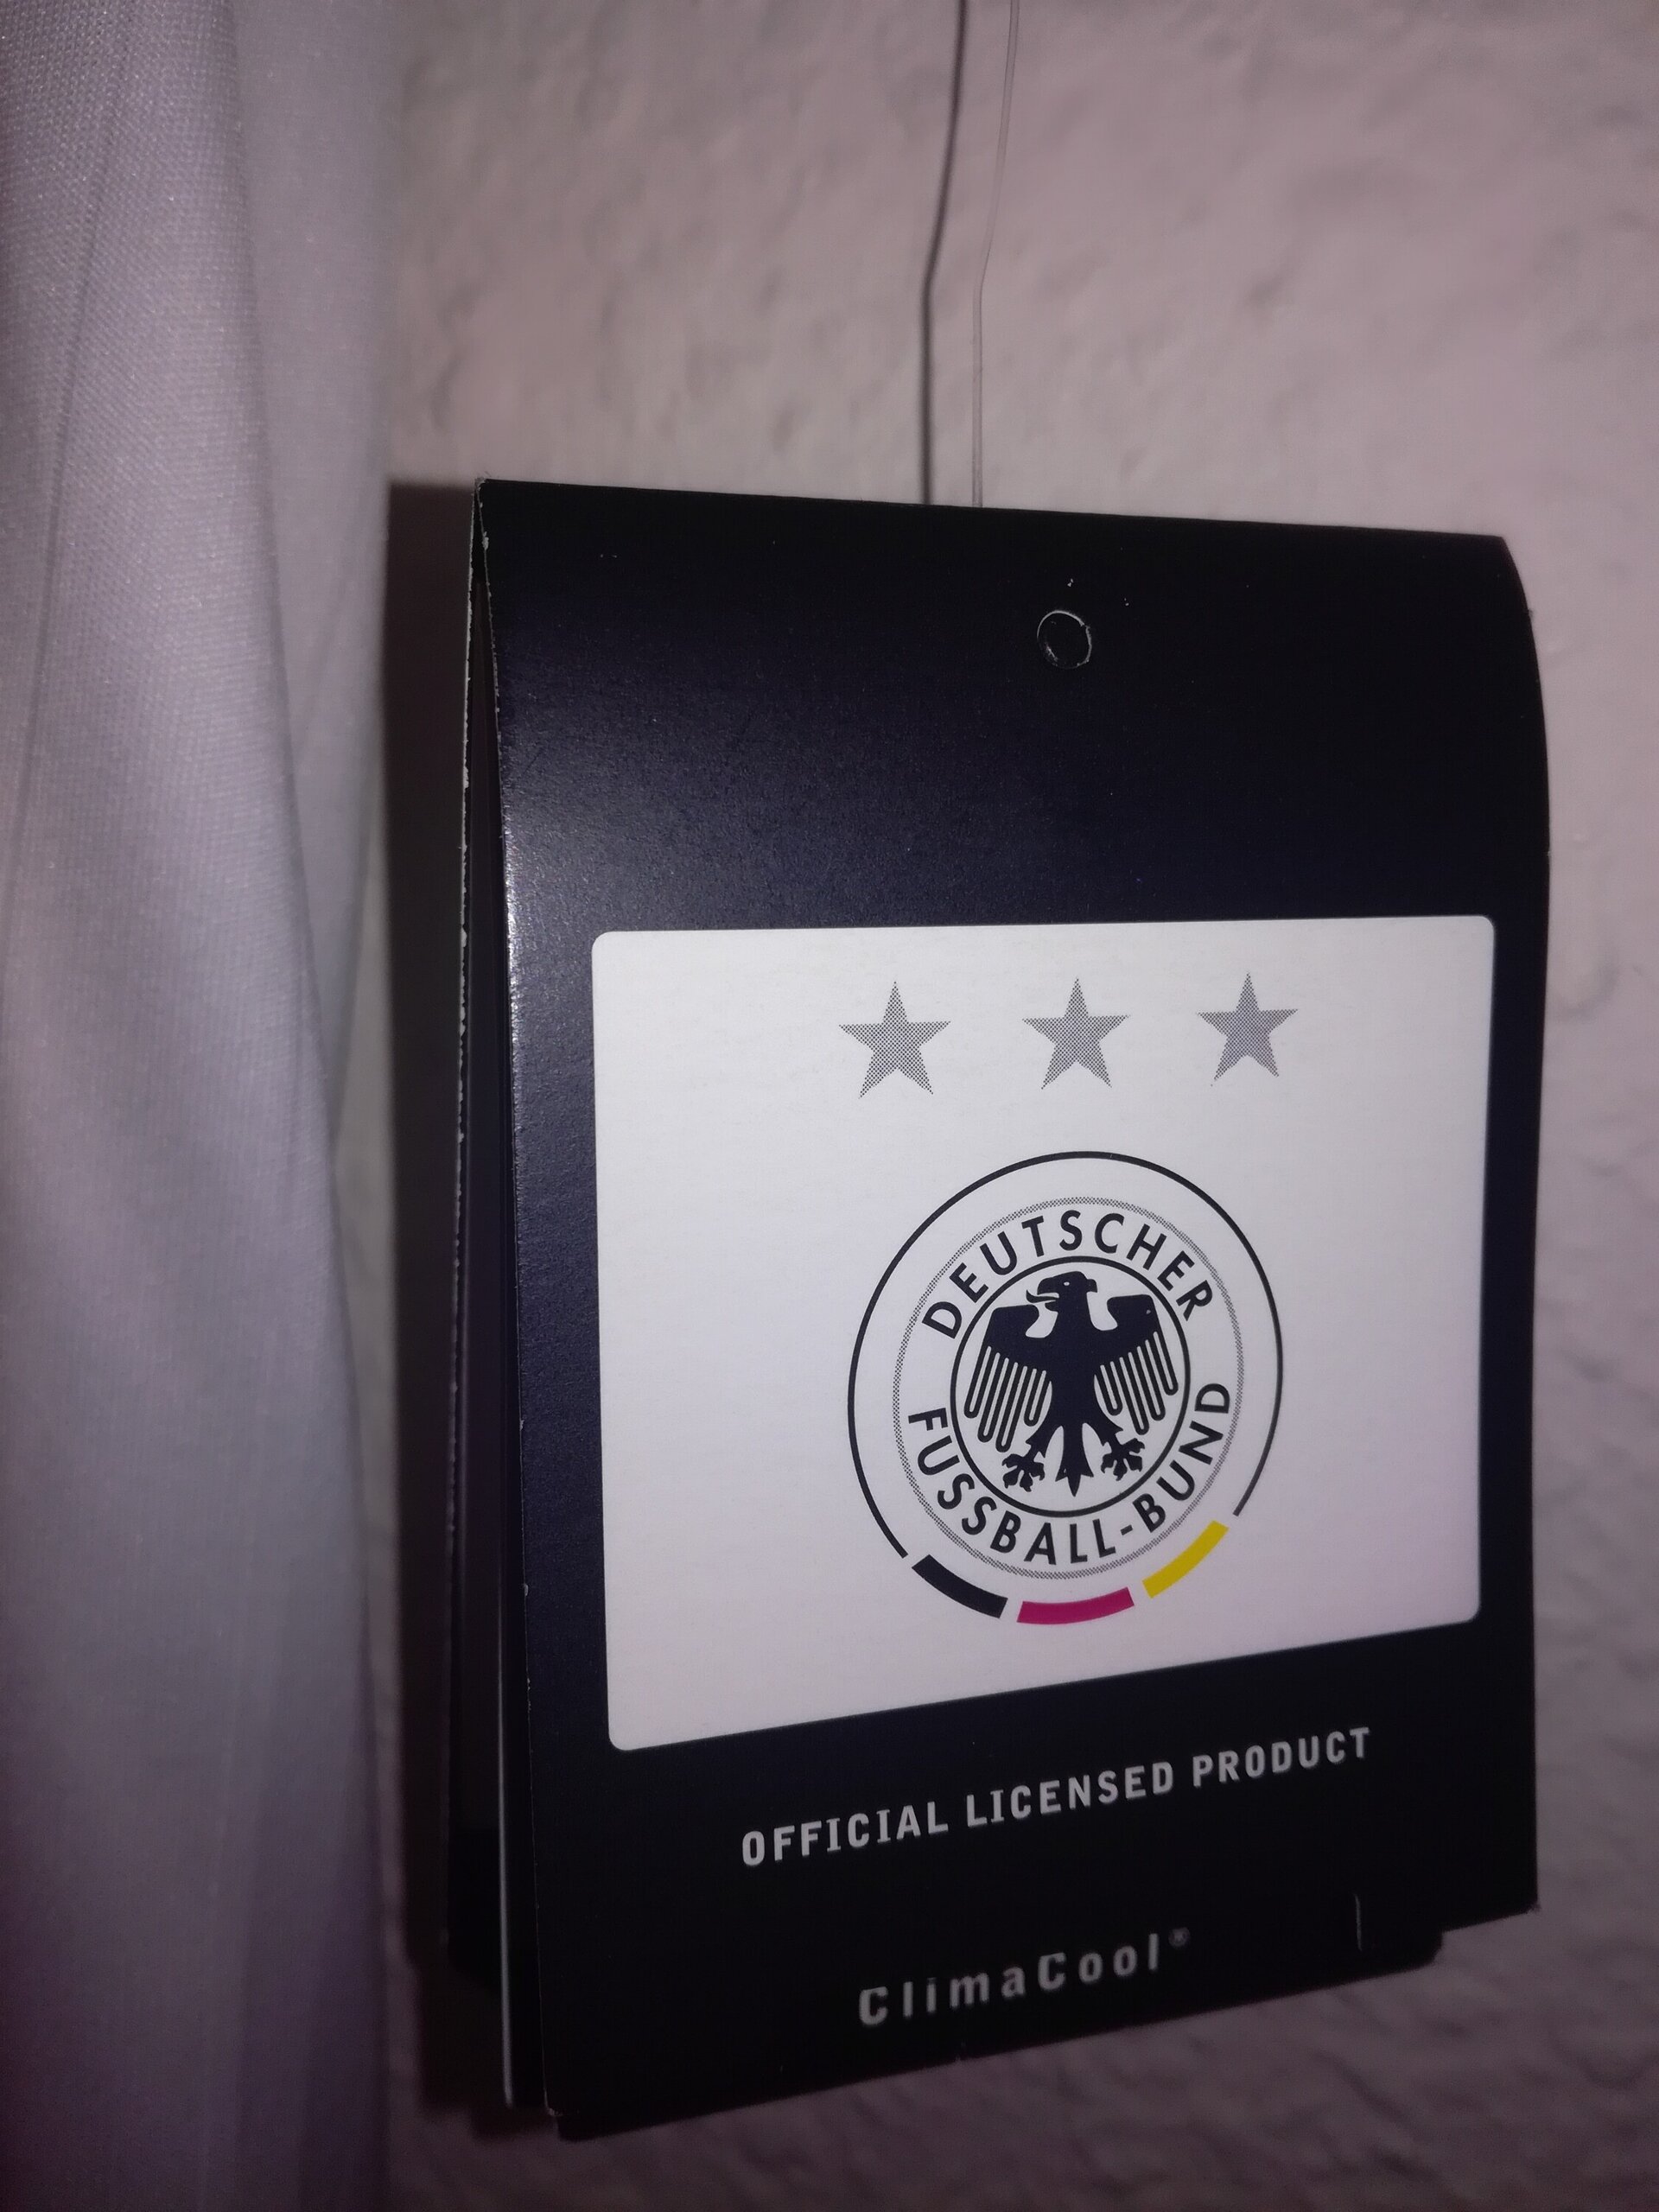 DEUTSCHER
FUSSBALL-BUND
OFFICIAL LICENSED PRODUCT
ClimaCool®